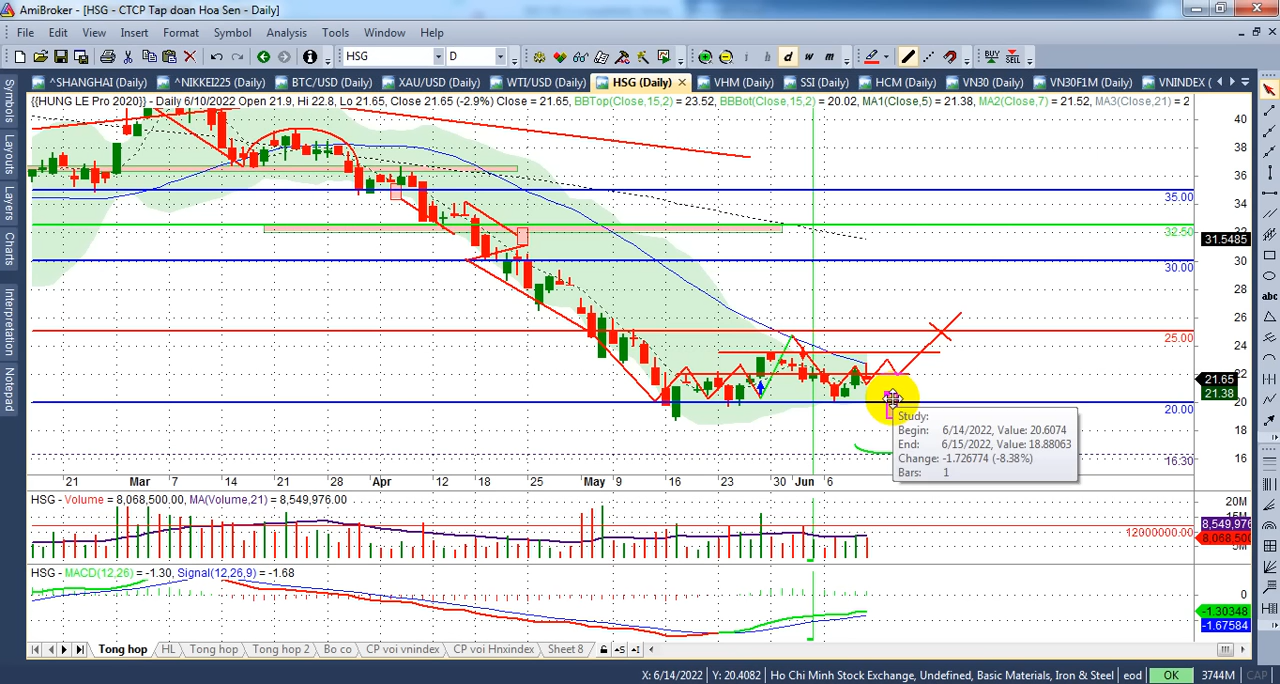 AmiBroker - [HSG - CTCP Tap doan Hoa Sen - Daily]
File Edit View Insert Format Symbol Analysis Tools Window Help
HSG D i h d w m BUY SELL
^SHANGHAI (Daily) ^NIKKEI225 (Daily) BTC/USD (Daily) XAU/USD (Daily) WTI/USD (Daily) HSG (Daily) VHM (Daily) SSI (Daily) HCM (Daily) VN30 (Daily) VN30F1M (Daily) VNINDEX (
Symbols
Layouts
Layers
Charts
Interpretation
Notepad
{{HUNG LE Pro 2020}} - Daily 6/10/2022 Open 21.9, Hi 22.8, Lo 21.65, Close 21.65 (-2.9%) Close = 21.65, BBTop(Close,15,2) = 23.52, BBBot(Close,15,2) = 20.02, MA1(Close,5) = 21.38, MA2(Close,7) = 21.52, MA3(Close,21) = 2
40
38
36
35.00
34
32.50
31.5485
30
30.00
28
26
25.00
24
22
21.65
21.38
20
20.00
18
16.30
16
Study:
Begin: 6/14/2022, Value: 20.6074
End: 6/15/2022, Value: 18.88063
Change: -1.726774 (-8.38%)
Bars: 1
21 Mar 7 14 21 28 Apr 12 18 25 May 9 16 23 30 Jun 6
HSG - Volume = 8,068,500.00, MA(Volume,21) = 8,549,976.00
20M
15M
8,549,976
12000000.00
8,068,500
5M
HSG - MACD(12,26) = -1.30, Signal(12,26,9) = -1.68
0
-1.30348
-1.67584
Tong hop HL Tong hop Tong hop 2 Bo co CP voi vnindex CP voi Hnxindex Sheet 8
X: 6/14/2022 Y: 20.4082 Ho Chi Minh Stock Exchange, Undefined, Basic Materials, Iron & Steel eod OK 3744M CAP
abc